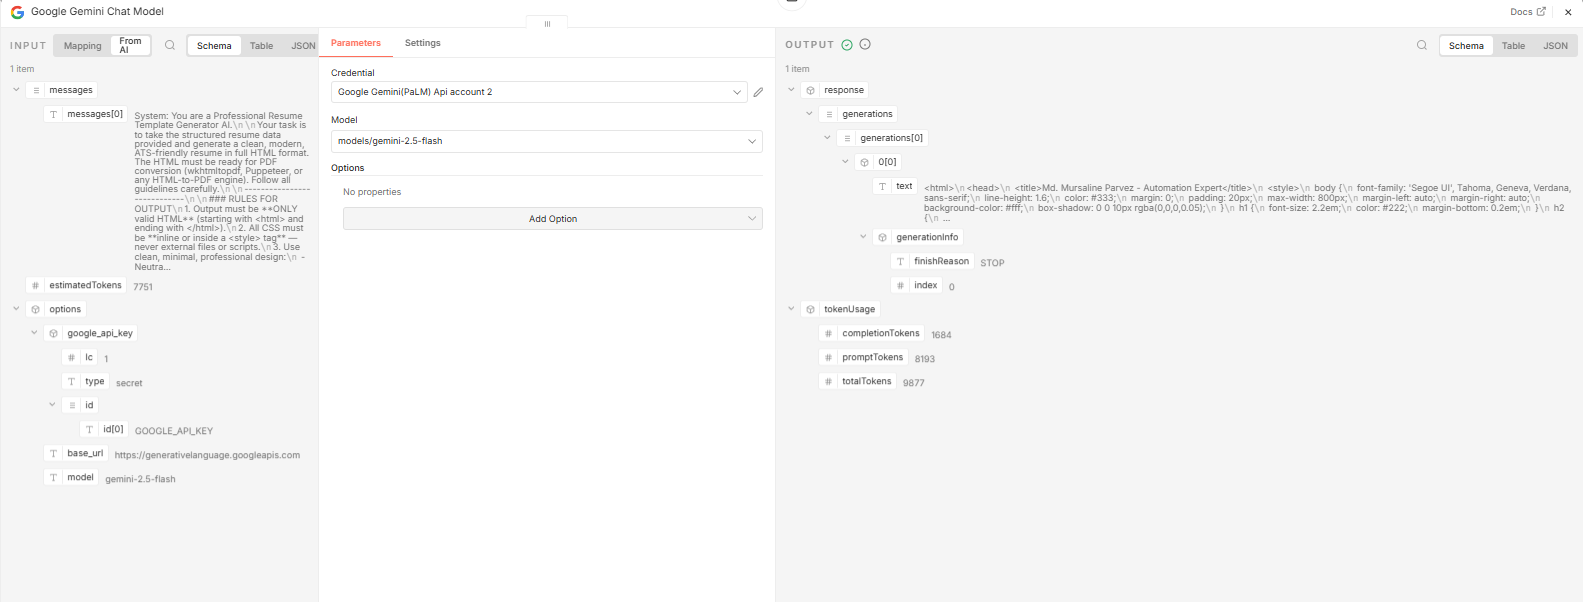 Google Gemini Chat Model
Docs
INPUT
Mapping
From AI
Schema
Table
JSON
1 item
messages
T messages[0]
System: You are a Professional Resume
Template Generator AI.\n\nYour task is
to take the structured resume data
provided and generate a clean, modern,
ATS-friendly resume in full HTML format.
The HTML must be ready for PDF
conversion (wkhtmltopdf, Puppeteer, or
any HTML-to-PDF engine). Follow all
guidelines carefully.\n\n------------------
-------------\n\n### RULES FOR
OUTPUT\n1. Output must be **ONLY
valid HTML** (starting with <html> and
ending with </html>).\n2. All CSS must
be **inline or inside a <style> tag** —
never external files or scripts.\n3. Use
clean, minimal, professional design:\n -
Neutra...
# estimatedTokens 7751
options
google_api_key
# lc 1
T type secret
id
T id[0] GOOGLE_API_KEY
T base_url https://generativelanguage.googleapis.com
T model gemini-2.5-flash
Parameters
Settings
Credential
Google Gemini(PaLM) Api account 2
Model
models/gemini-2.5-flash
Options
No properties
Add Option
OUTPUT
Schema
Table
JSON
1 item
response
generations
generations[0]
0[0]
T text
<html>\n<head>\n <title>Md. Mursaline Parvez - Automation Expert</title>\n <style>\n body {\n font-family: 'Segoe UI', Tahoma, Geneva, Verdana,
sans-serif;\n line-height: 1.6;\n color: #333;\n margin: 0;\n padding: 20px;\n max-width: 800px;\n margin-left: auto;\n margin-right: auto;\n
background-color: #fff;\n box-shadow: 0 0 10px rgba(0,0,0,0.05);\n }\n h1 {\n font-size: 2.2em;\n color: #222;\n margin-bottom: 0.2em;\n }\n h2
{\n ...
generationInfo
T finishReason STOP
# index 0
tokenUsage
# completionTokens 1684
# promptTokens 8193
# totalTokens 9877